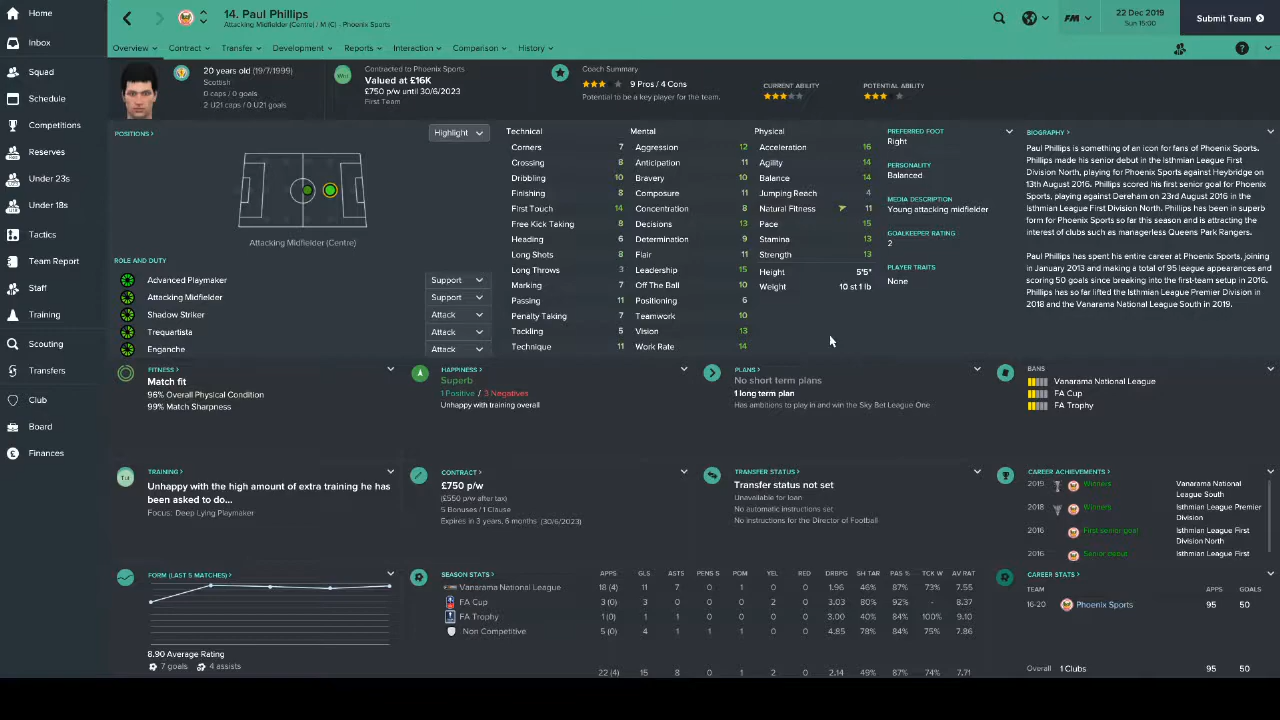 Home
Inbox
Squad
Schedule
Competitions
Reserves
Under 23s
Under 18s
Tactics
Team Report
Staff
Training
Scouting
Transfers
Club
Board
Finances
14. Paul Phillips
Attacking Midfielder (Centre) / M (C) - Phoenix Sports
FM
22 Dec 2019
Sun 15:00
Submit Team
Overview
Contract
Transfer
Development
Reports
Interaction
Comparison
History
20 years old (19/7/1999)
Scottish
0 caps / 0 goals
2 U21 caps / 0 U21 goals
Contracted to Phoenix Sports
Valued at £16K
£750 p/w until 30/6/2023
First Team
Coach Summary
9 Pros / 4 Cons
Potential to be a key player for the team.
CURRENT ABILITY
POTENTIAL ABILITY
POSITIONS >
Highlight
Attacking Midfielder (Centre)
ROLE AND DUTY
Advanced Playmaker Support
Attacking Midfielder Support
Shadow Striker Attack
Trequartista Attack
Enganche Attack
Technical
Corners 7
Crossing 8
Dribbling 10
Finishing 8
First Touch 14
Free Kick Taking 8
Heading 6
Long Shots 8
Long Throws 3
Marking 7
Passing 11
Penalty Taking 7
Tackling 5
Technique 11
Mental
Aggression 12
Anticipation 11
Bravery 10
Composure 11
Concentration 8
Decisions 13
Determination 9
Flair 11
Leadership 15
Off The Ball 10
Positioning 6
Teamwork 10
Vision 13
Work Rate 14
Physical
Acceleration 16
Agility 14
Balance 14
Jumping Reach 4
Natural Fitness 11
Pace 15
Stamina 13
Strength 13
Height 5'5"
Weight 10 st 1 lb
PREFERRED FOOT
Right
PERSONALITY
Balanced
MEDIA DESCRIPTION
Young attacking midfielder
GOALKEEPER RATING
2
PLAYER TRAITS
None
BIOGRAPHY >
Paul Phillips is something of an icon for fans of Phoenix Sports.
Phillips made his senior debut in the Isthmian League First
Division North, playing for Phoenix Sports against Heybridge on
13th August 2016. Phillips scored his first senior goal for Phoenix
Sports, playing against Dereham on 23rd August 2016 in the
Isthmian League First Division North. Phillips has been in superb
form for Phoenix Sports so far this season and is attracting the
interest of clubs such as managerless Queens Park Rangers.
Paul Phillips has spent his entire career at Phoenix Sports, joining
in January 2013 and making a total of 95 league appearances and
scoring 50 goals since breaking into the first-team setup in 2016.
Phillips has so far lifted the Isthmian League Premier Division in
2018 and the Vanarama National League South in 2019.
FITNESS >
Match fit
96% Overall Physical Condition
99% Match Sharpness
HAPPINESS >
Superb
1 Positive / 3 Negatives
Unhappy with training overall
PLANS >
No short term plans
1 long term plan
Has ambitions to play in and win the Sky Bet League One
BANS
Vanarama National League
FA Cup
FA Trophy
TRAINING >
Unhappy with the high amount of extra training he has
been asked to do...
Focus: Deep Lying Playmaker
CONTRACT >
£750 p/w
(£550 p/w after tax)
5 Bonuses / 1 Clause
Expires in 3 years, 6 months (30/6/2023)
TRANSFER STATUS >
Transfer status not set
Unavailable for loan
No automatic instructions set
No instructions for the Director of Football
CAREER ACHIEVEMENTS >
2019 Winners Vanarama National
League South
2018 Winners Isthmian League Premier
Division
2016 First senior goal Isthmian League First
Division North
2016 Senior debut Isthmian League First
FORM (LAST 5 MATCHES) >
8.90 Average Rating
7 goals 4 assists
SEASON STATS > APPS GLS ASTS PENS S POM YEL RED DRBPG SH TAR PAS % TCK W AV RAT
Vanarama National League 18 (4) 11 7 0 1 0 0 1.96 46% 87% 73% 7.55
FA Cup 3 (0) 3 0 0 0 2 0 3.03 80% 92% - 8.37
FA Trophy 1 (0) 1 1 0 0 0 0 3.00 40% 84% 100% 9.10
Non Competitive 5 (0) 4 1 1 1 0 0 4.85 78% 84% 75% 7.86
22 (4) 15 8 0 1 2 0 2.14 49% 87% 74% 7.71
CAREER STATS >
TEAM APPS GOALS
16-20 Phoenix Sports 95 50
Overall 1 Clubs 95 50